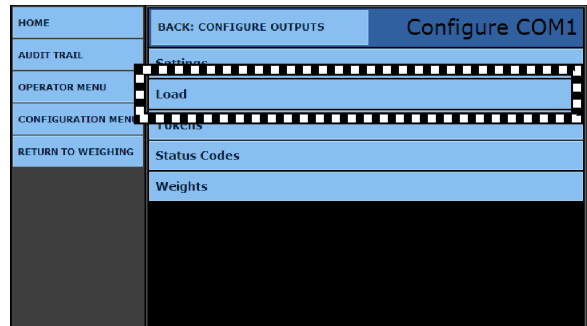 HOME
AUDIT TRAIL
OPERATOR MENU
CONFIGURATION MENU
RETURN TO WEIGHING
BACK: CONFIGURE OUTPUTS
Configure COM1
Settings
Load
Tokens
Status Codes
Weights